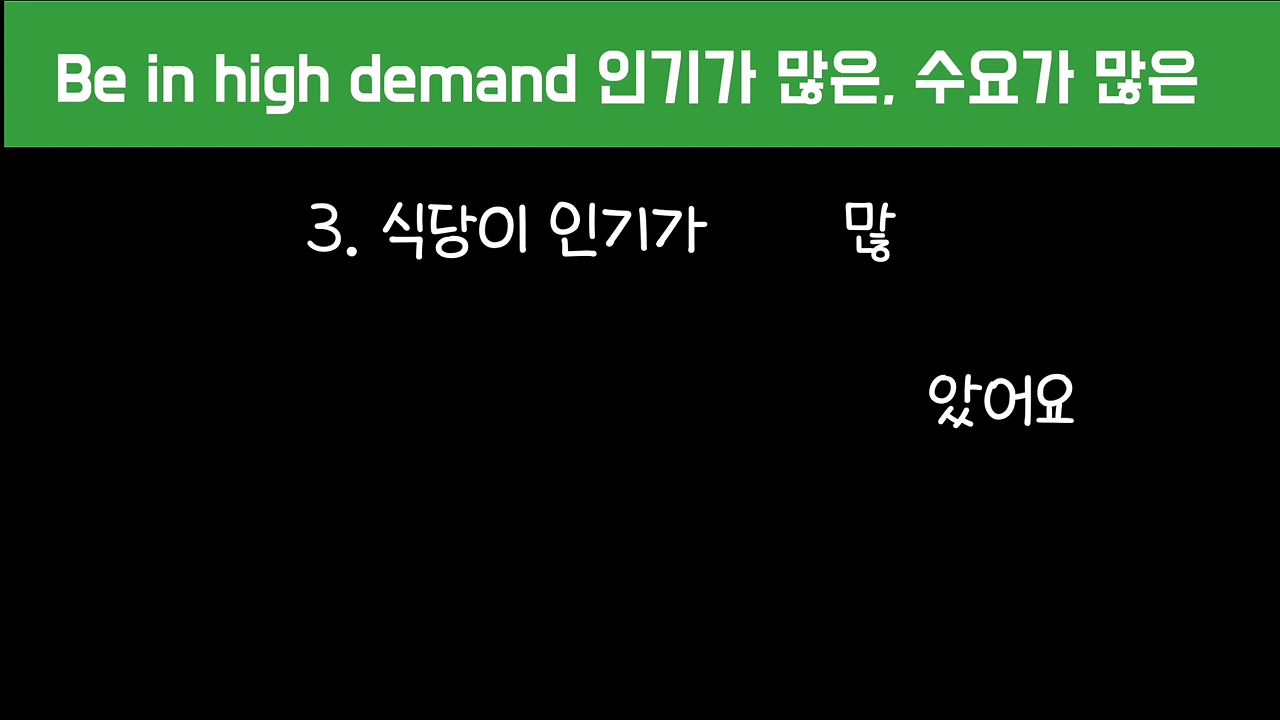 Be in high demand 인기가 많은, 수요가 많은
3. 식당이 인기가 많
았어요